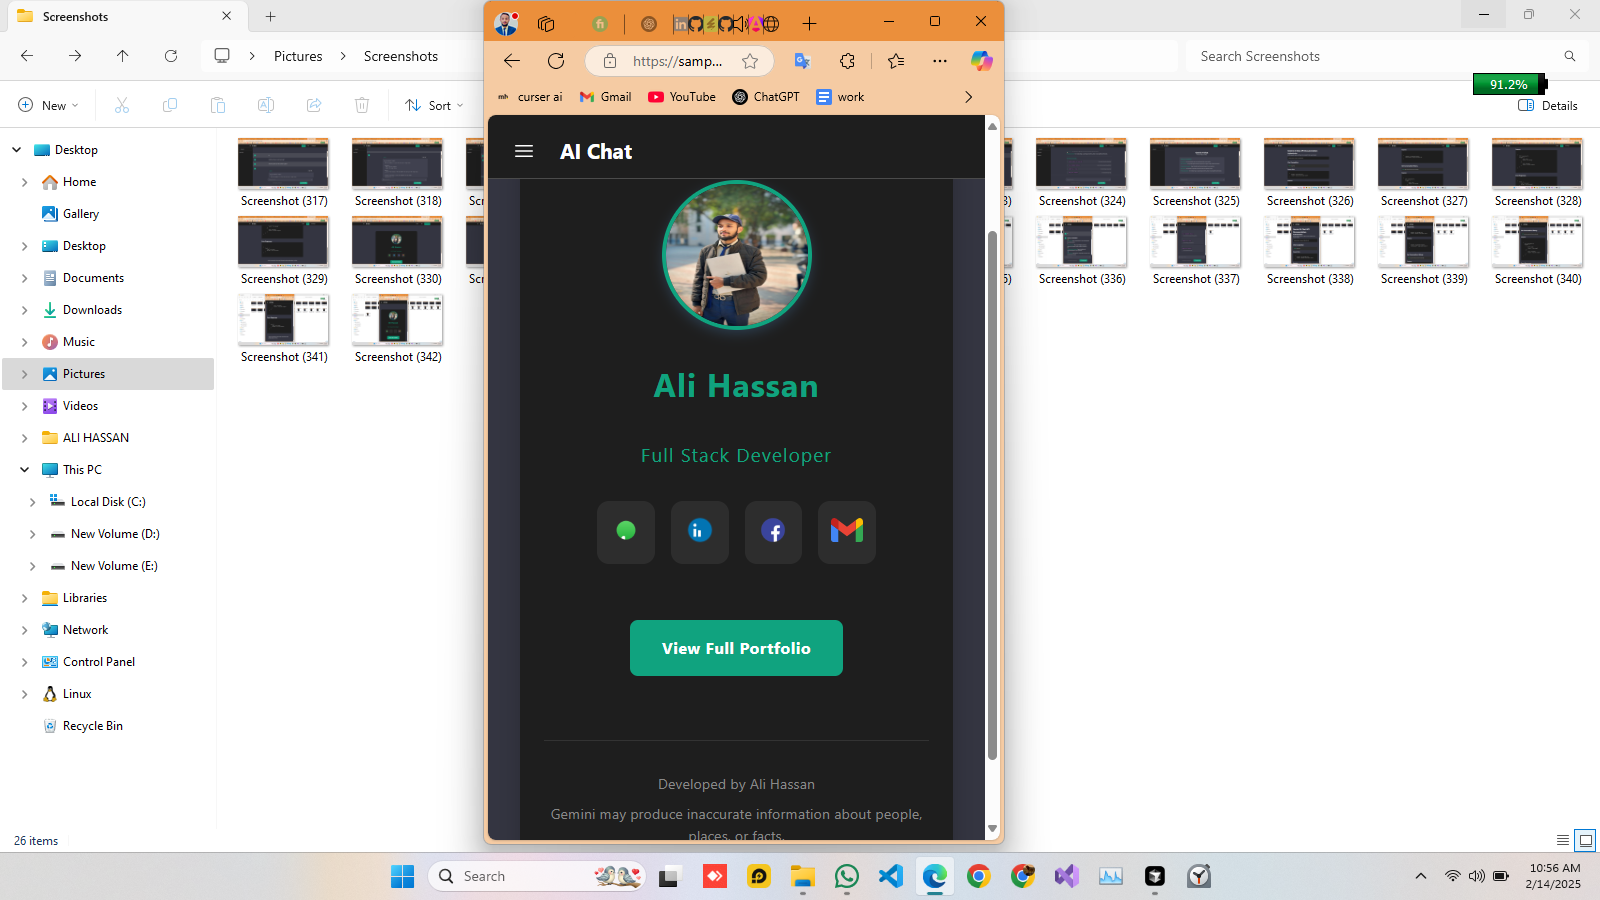 Screenshots
Pictures
Screenshots
Search Screenshots
New
Sort
Details
91.2%
https://samp...
curser ai
Gmail
YouTube
ChatGPT
work
AI Chat
Ali Hassan
Full Stack Developer
View Full Portfolio
Developed by Ali Hassan
Gemini may produce inaccurate information about people,
places, or facts.
Desktop
Home
Gallery
Desktop
Documents
Downloads
Music
Pictures
Videos
ALI HASSAN
This PC
Local Disk (C:)
New Volume (D:)
New Volume (E:)
Libraries
Network
Control Panel
Linux
Recycle Bin
Screenshot (317)
Screenshot (318)
Screenshot (324)
Screenshot (325)
Screenshot (326)
Screenshot (327)
Screenshot (328)
Screenshot (329)
Screenshot (330)
Screenshot (336)
Screenshot (337)
Screenshot (338)
Screenshot (339)
Screenshot (340)
Screenshot (341)
Screenshot (342)
26 items
Search
10:56 AM
2/14/2025